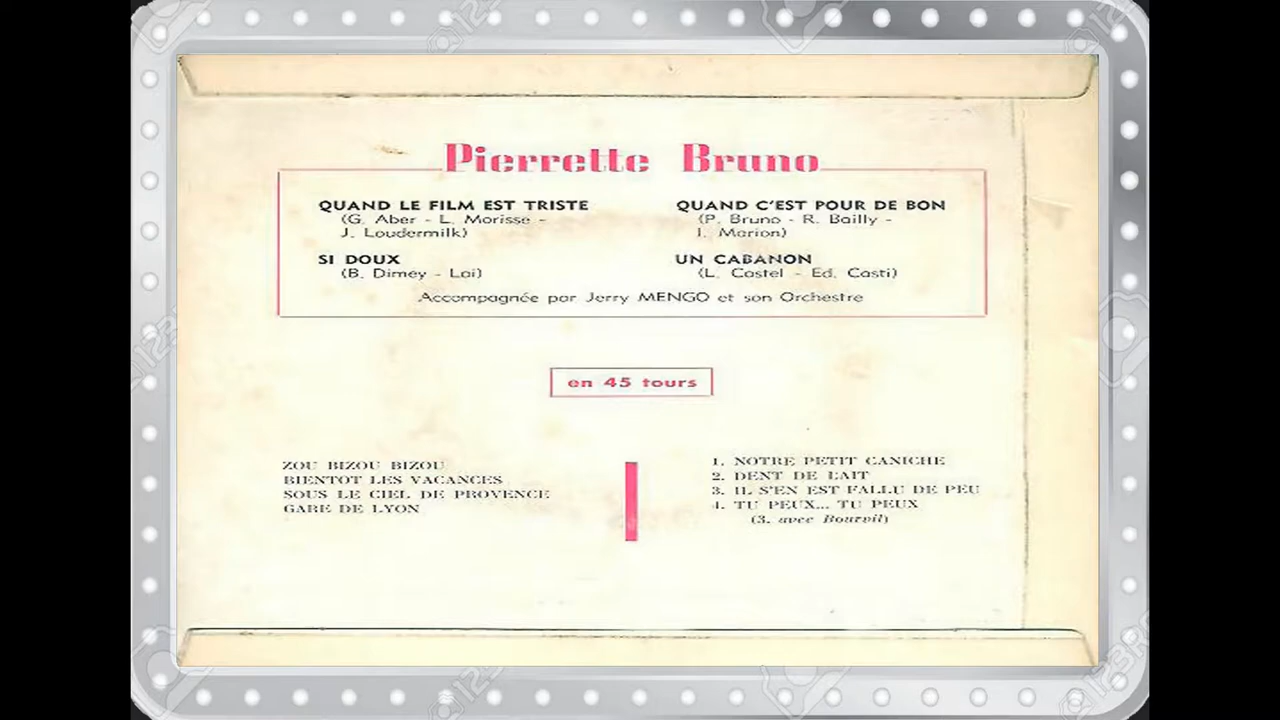 Pierrette Bruno
QUAND LE FILM EST TRISTE
(G. Aber - L. Morisse -
J. Loudermilk)
SI DOUX
(B. Dimey - Lai)
QUAND C'EST POUR DE BON
(P. Bruno - R. Bailly -
I. Marion)
UN CABANON
(L. Castel - Ed. Casti)
Accompagnée par Jerry MENGO et son Orchestre
en 45 tours
ZOU BIZOU BIZOU
BIENTOT LES VACANCES
SOUS LE CIEL DE PROVENCE
GARE DE LYON
1. NOTRE PETIT CANICHE
2. DENT DE LAIT
3. IL S'EN EST FALLU DE PEU
4. TU PEUX... TU PEUX
(3. avec Bourvil)